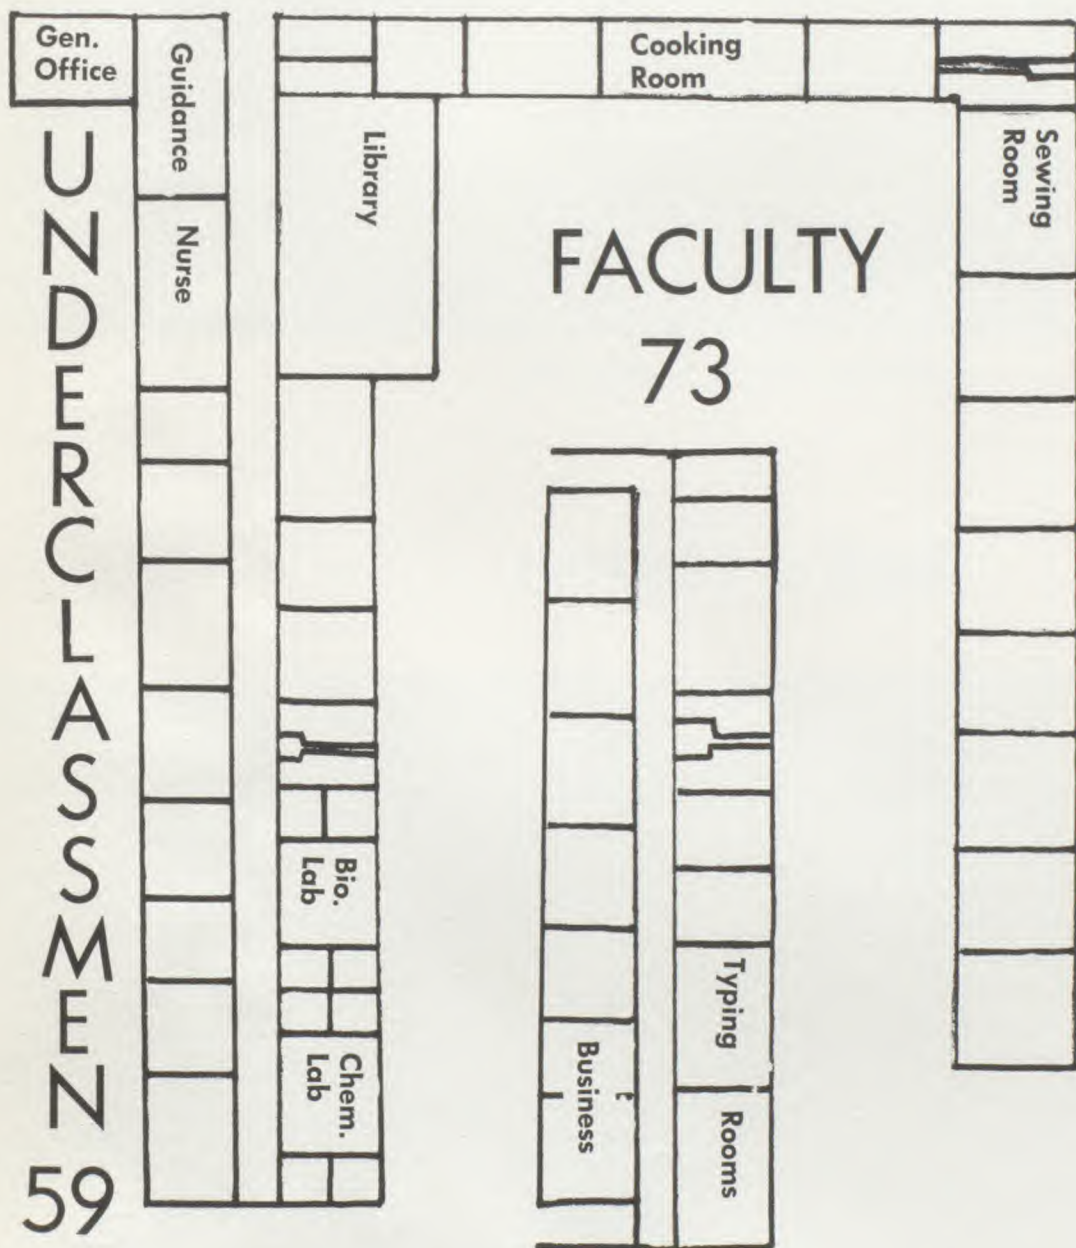 Gen.
Office
Guidance
Nurse
UNDERCLASSMEN
59
Library
Bio.
Lab
Chem.
Lab
Cooking
Room
Sewing
Room
FACULTY
73
Business
Typing
Rooms